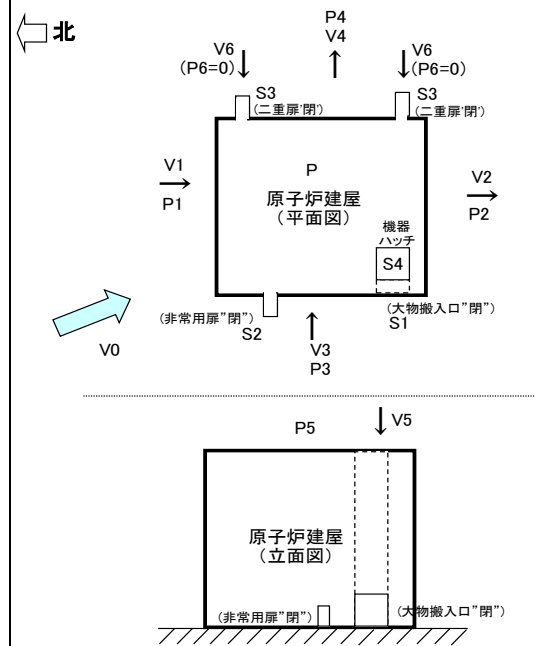 北
P4
V4
V6
(P6=0)
V6
(P6=0)
S3
(二重扉'閉')
S3
(二重扉'閉')
V1
P1
P
原子炉建屋
(平面図)
V2
P2
機器
ハッチ
S4
(非常用扉"閉")
S2
(大物搬入口"閉")
S1
V0
V3
P3
P5
V5
原子炉建屋
(立面図)
(非常用扉"閉")
(大物搬入口"閉")